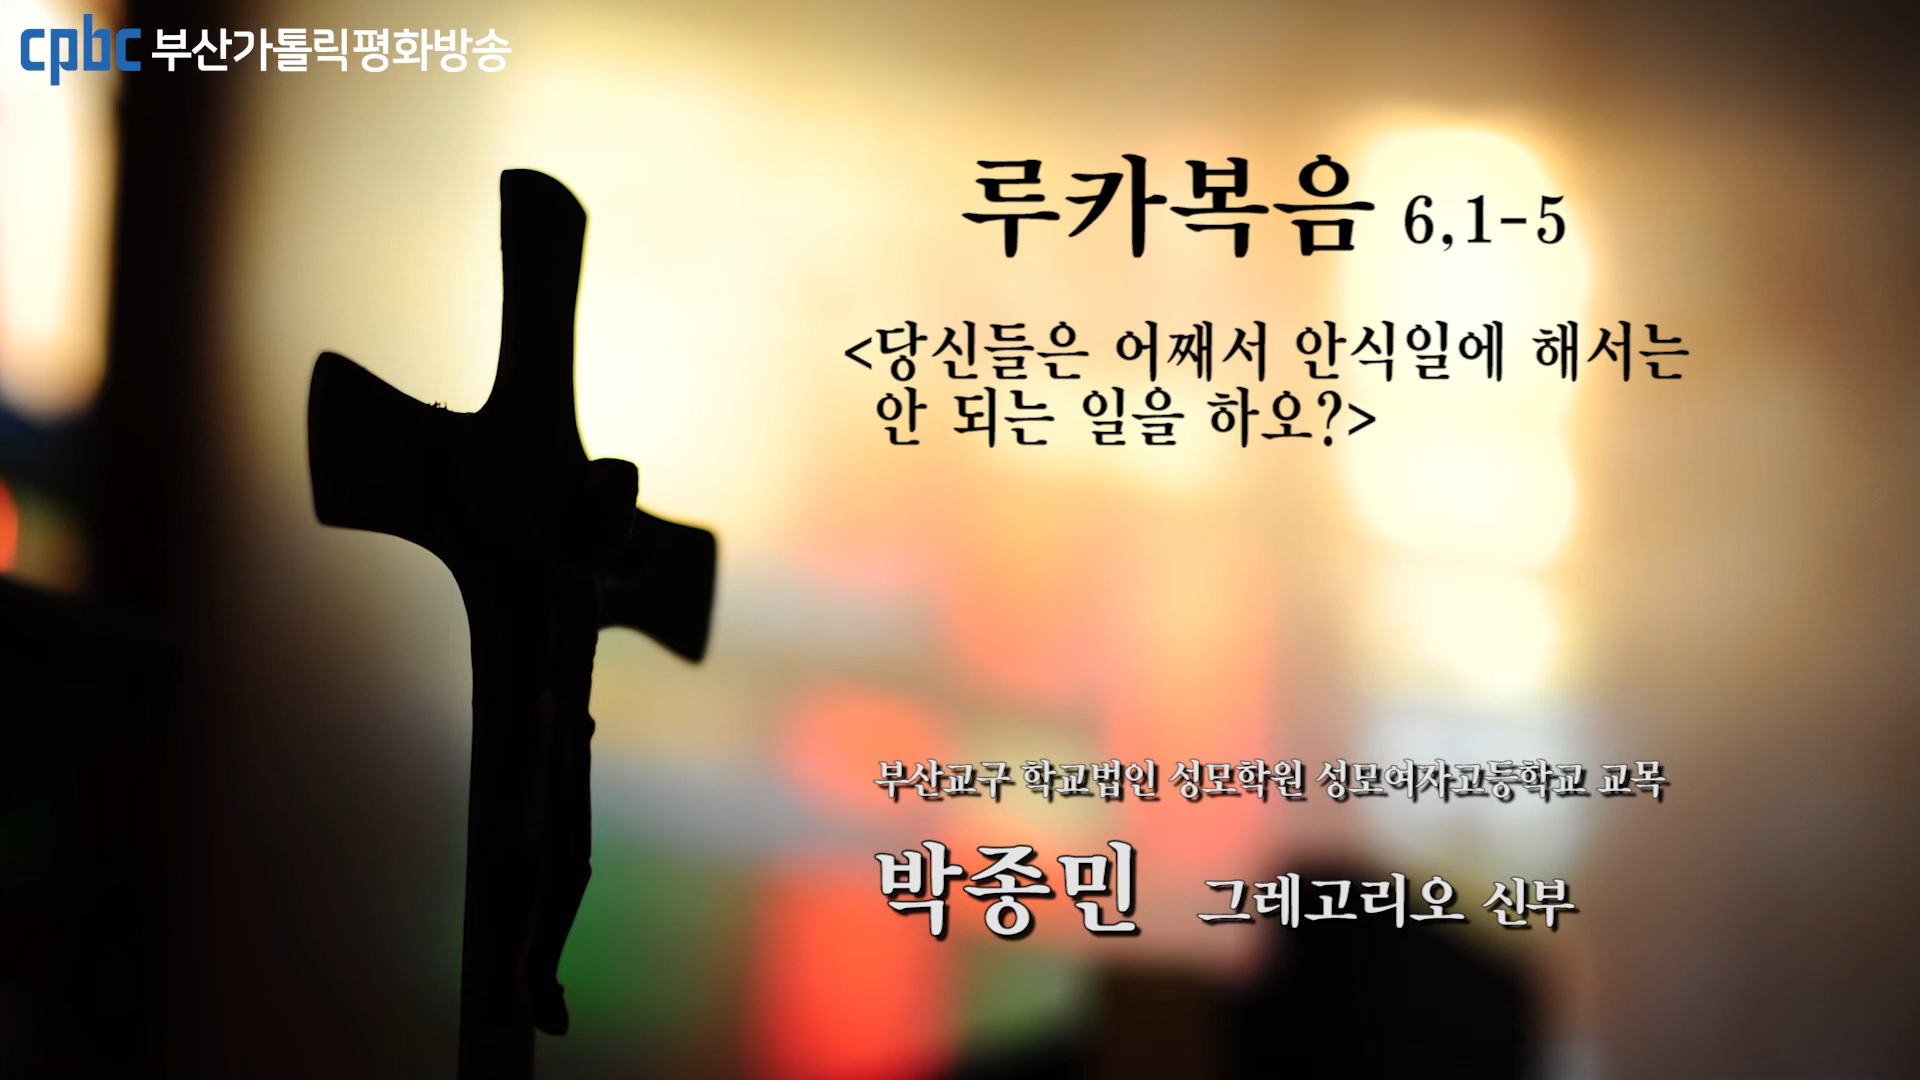 cpbc 부산가톨릭평화방송
루카복음 6,1-5
<당신들은 어째서 안식일에 해서는
안 되는 일을 하오?>
부산교구 학교법인 성모학원 성모여자고등학교 교목
박종민 그레고리오 신부